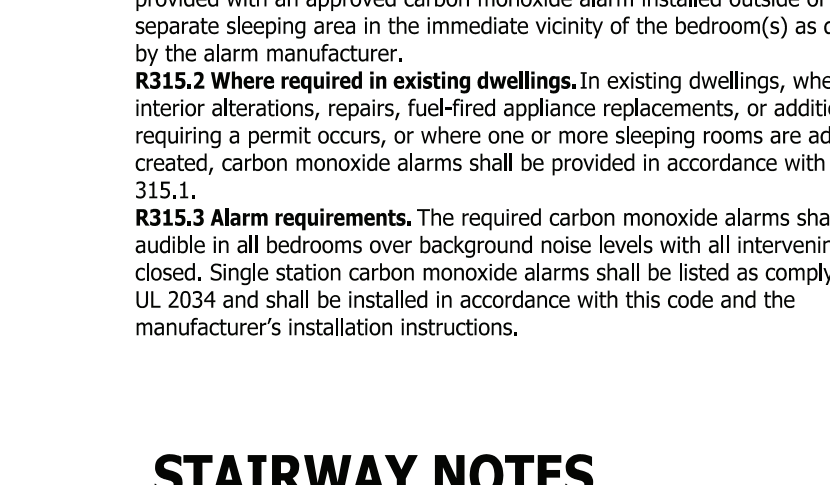 provided with an approved carbon monoxide alarm installed outside of
separate sleeping area in the immediate vicinity of the bedroom(s) as
by the alarm manufacturer.
R315.2 Where required in existing dwellings. In existing dwellings, whe
interior alterations, repairs, fuel-fired appliance replacements, or additi
requiring a permit occurs, or where one or more sleeping rooms are ad
created, carbon monoxide alarms shall be provided in accordance with
315.1.
R315.3 Alarm requirements. The required carbon monoxide alarms sha
audible in all bedrooms over background noise levels with all intervenin
closed. Single station carbon monoxide alarms shall be listed as comply
UL 2034 and shall be installed in accordance with this code and the
manufacturer’s installation instructions.
STAIRWAY NOTES